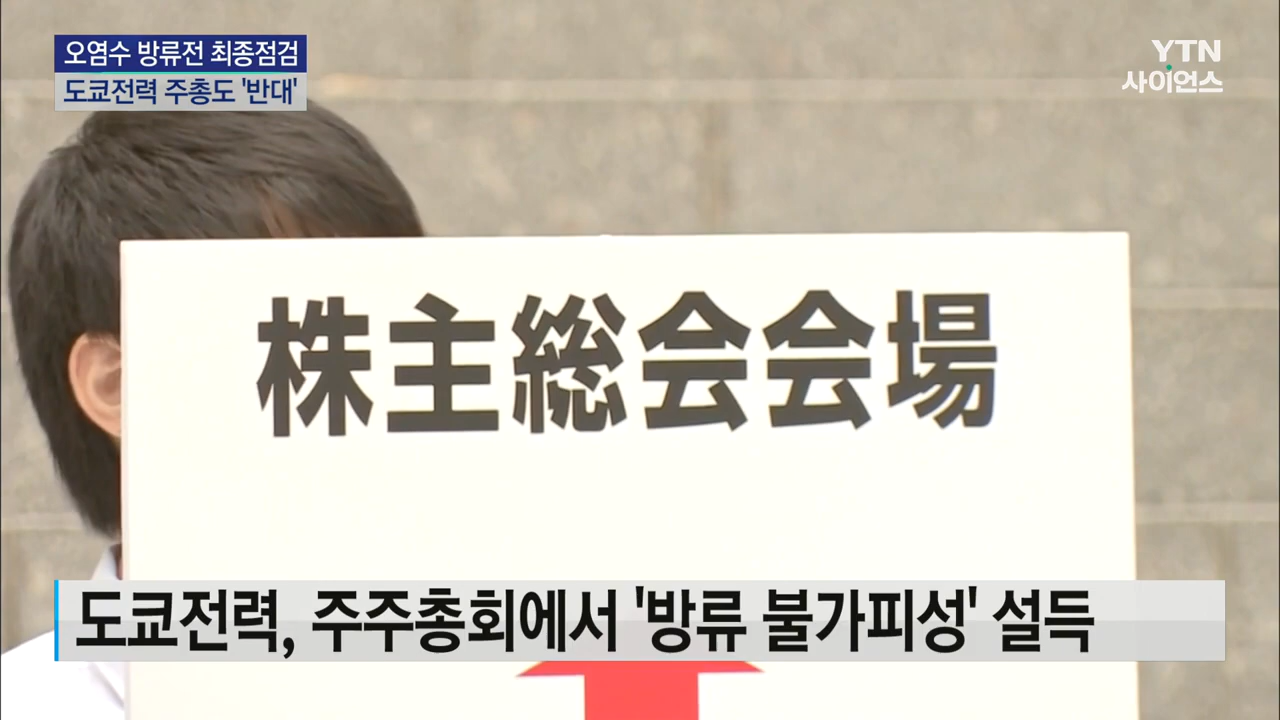 오염수 방류전 최종점검
도쿄전력 주총도 '반대'
YTN
사이언스
株主総会会場
도쿄전력, 주주총회에서 '방류 불가피성' 설득